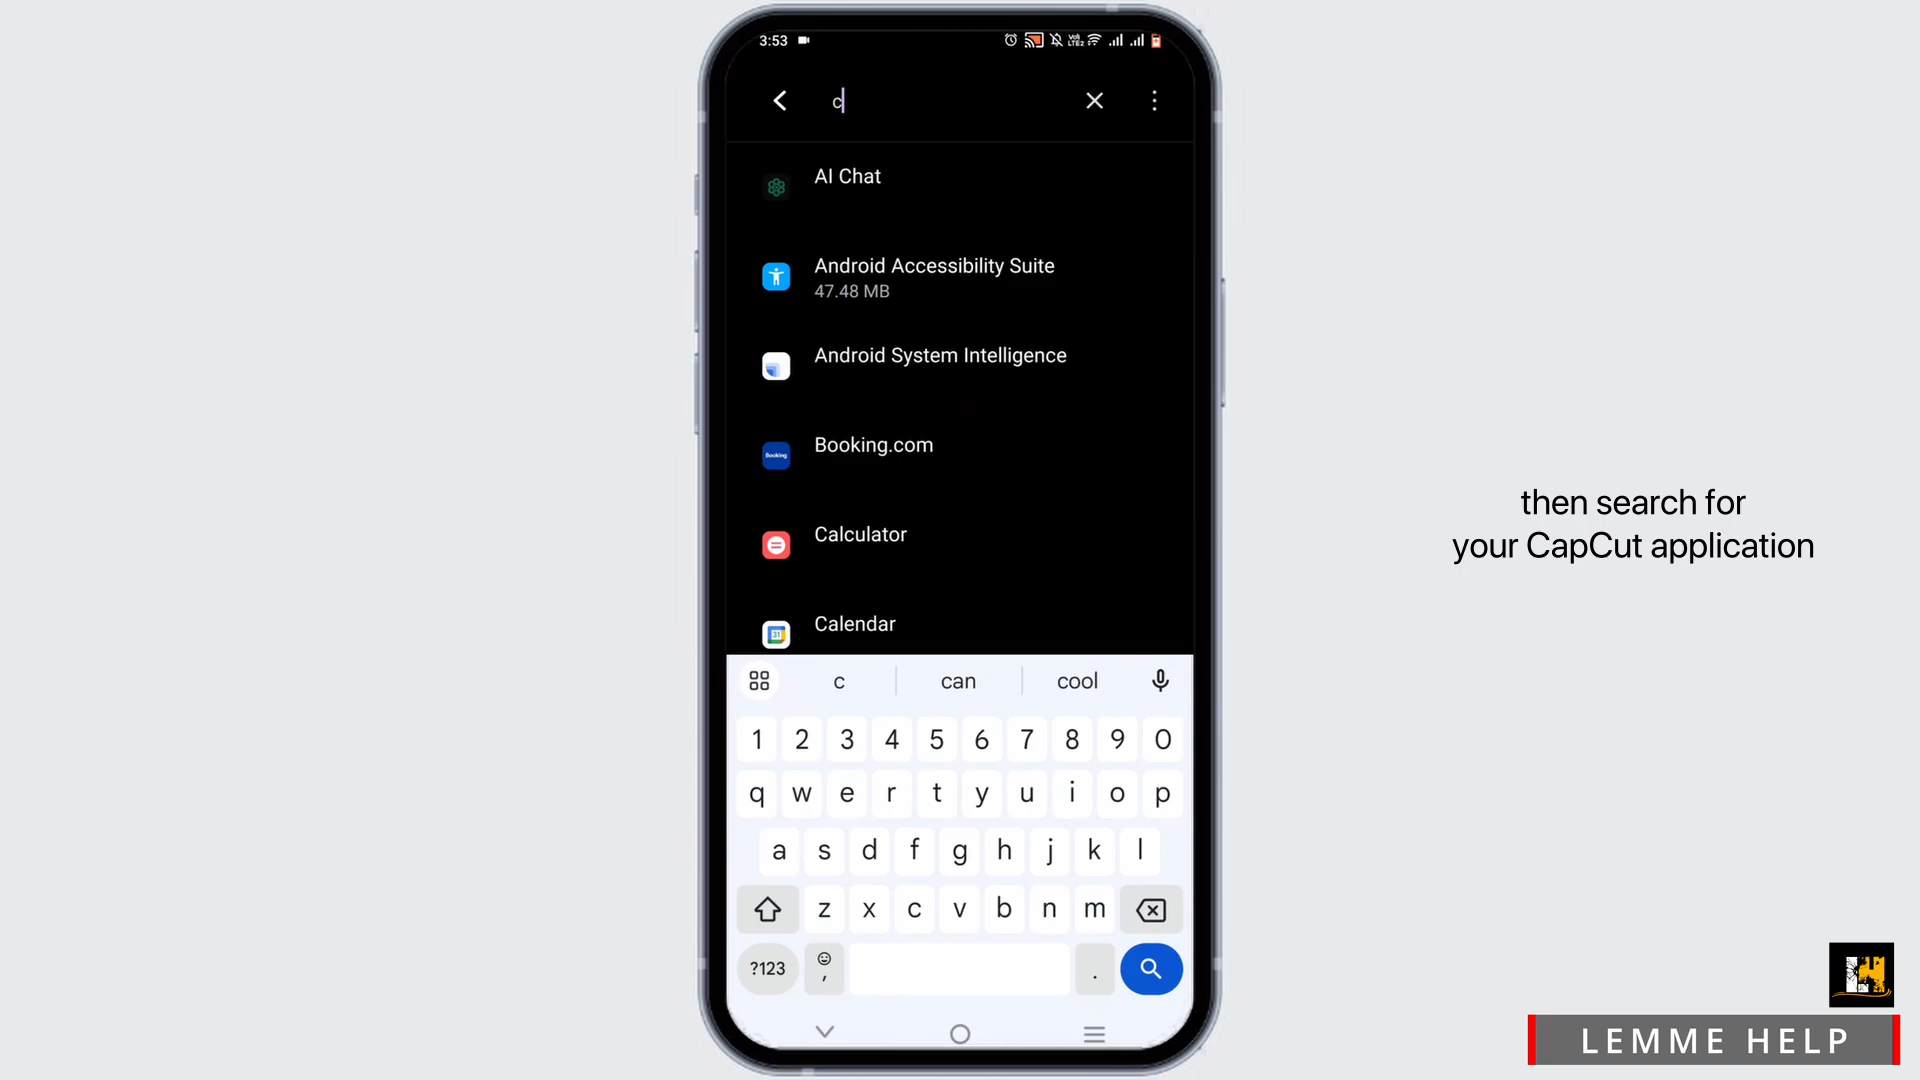 3:53
c
AI Chat
Android Accessibility Suite
47.48 MB
Android System Intelligence
Booking.com
Booking
Calculator
31
Calendar
c can cool
1 2 3 4 5 6 7 8 9 0
q w e r t y u i o p
a s d f g h j k l
z x c v b n m
?123 , .
then search for
your CapCut application
LEMME HELP